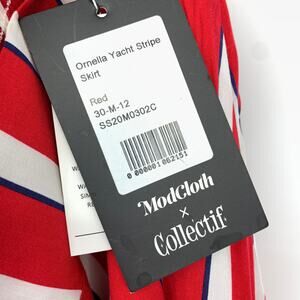 Ornella Yacht Stripe
Skirt
Red
30-M-12
SS20M0302C
0 000001 062151
ModCloth
×
Collectif